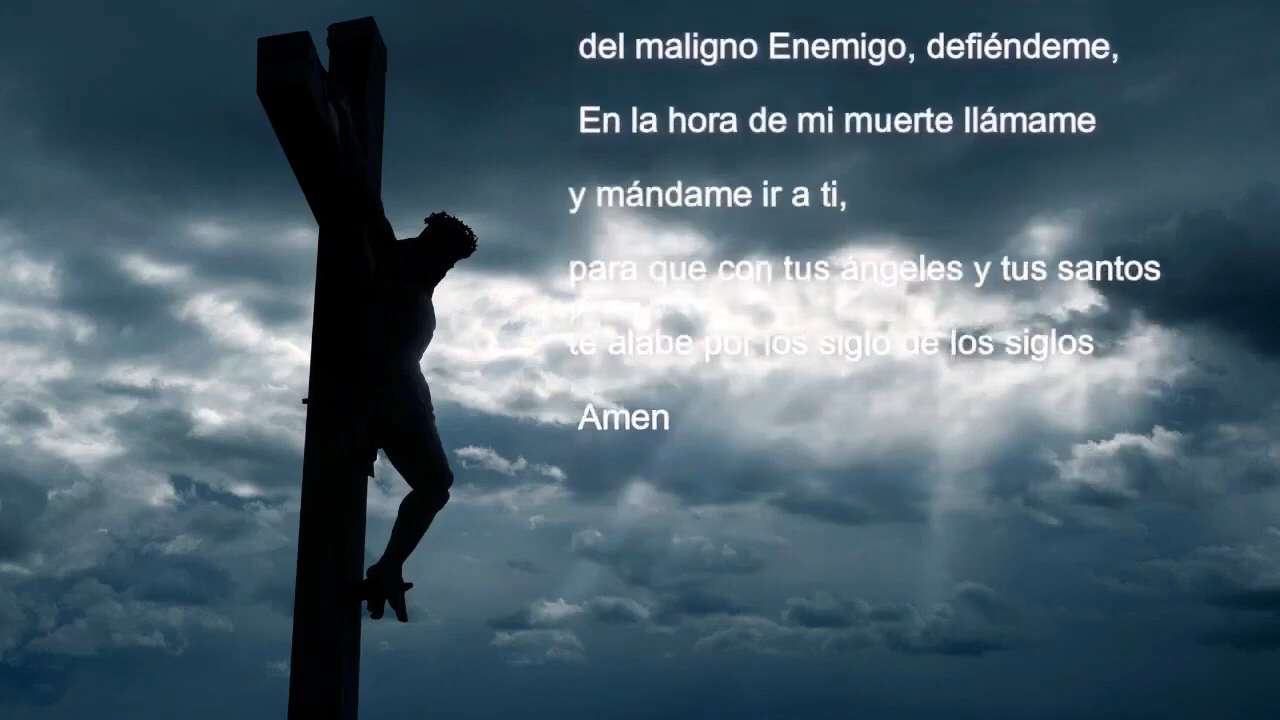 del maligno Enemigo, defiéndeme,
En la hora de mi muerte llámame
y mándame ir a ti,
para que con tus ángeles y tus santos
te alabe por los siglo de los siglos
Amen